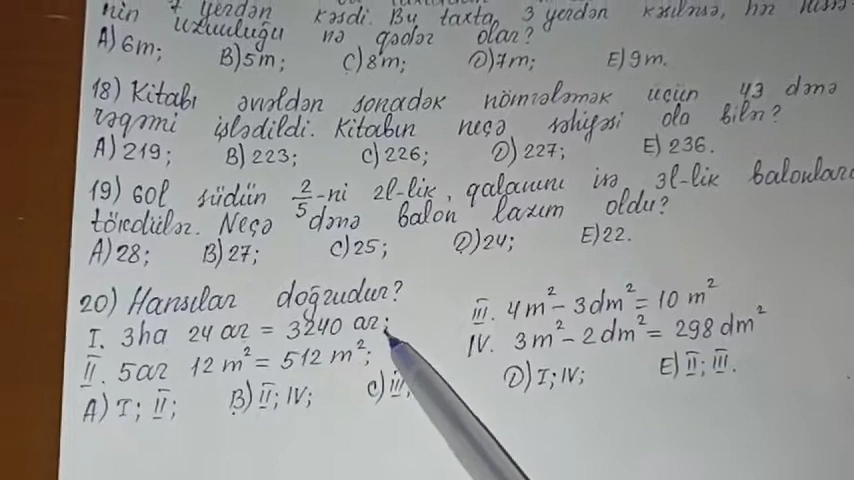 nin 7 yerdən kəsdi. Bu taxta 3 yerdən kəsilsə, hər hissə
uzunluğu nə qədər olar?
A) 6m; B) 5m; C) 8m; D) 7m; E) 9m.
18) Kitabı əvəldən sonadək nömrələmək üçün 43 dənə
rəqəmi işlədildi. Kitabın neçə səhifəsi ola bilər?
A) 219; B) 223; C) 226; D) 227; E) 236.
19) 60l südün 2/5-ni 2l-lik, qalanını isə 3l-lik balonlara
tökdülər. Neçə dənə balon lazım oldu?
A) 28; B) 27; C) 25; D) 24; E) 22.
20) Hansılar doğrudur?
I. 3ha 24 ar = 3240 ar;
II. 5ar 12 m² = 512 m²;
III. 4m² - 3dm² = 10 m²
IV. 3m² - 2dm² = 298 dm²
A) I; II; B) II; IV; C) III; D) I; IV; E) II; III.